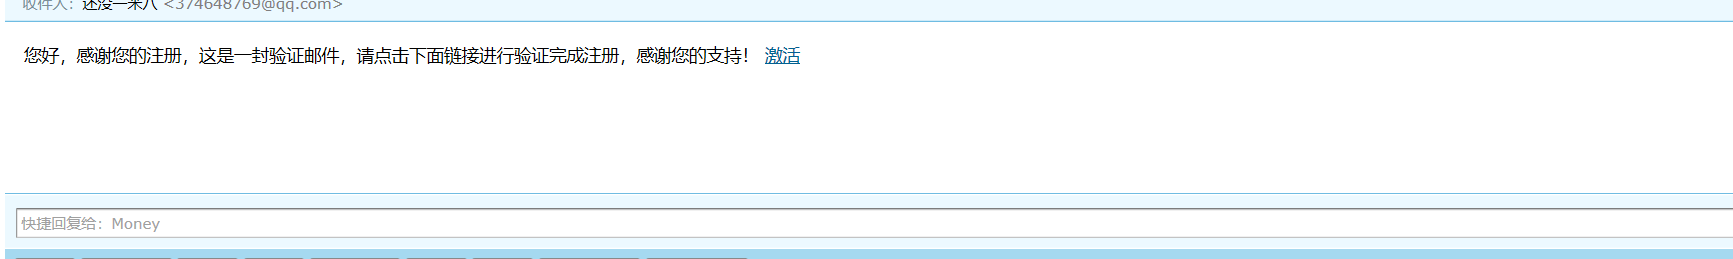 收件人：还没一米八 <374648769@qq.com>
您好，感谢您的注册，这是一封验证邮件，请点击下面链接进行验证完成注册，感谢您的支持！ 激活
快捷回复给：Money